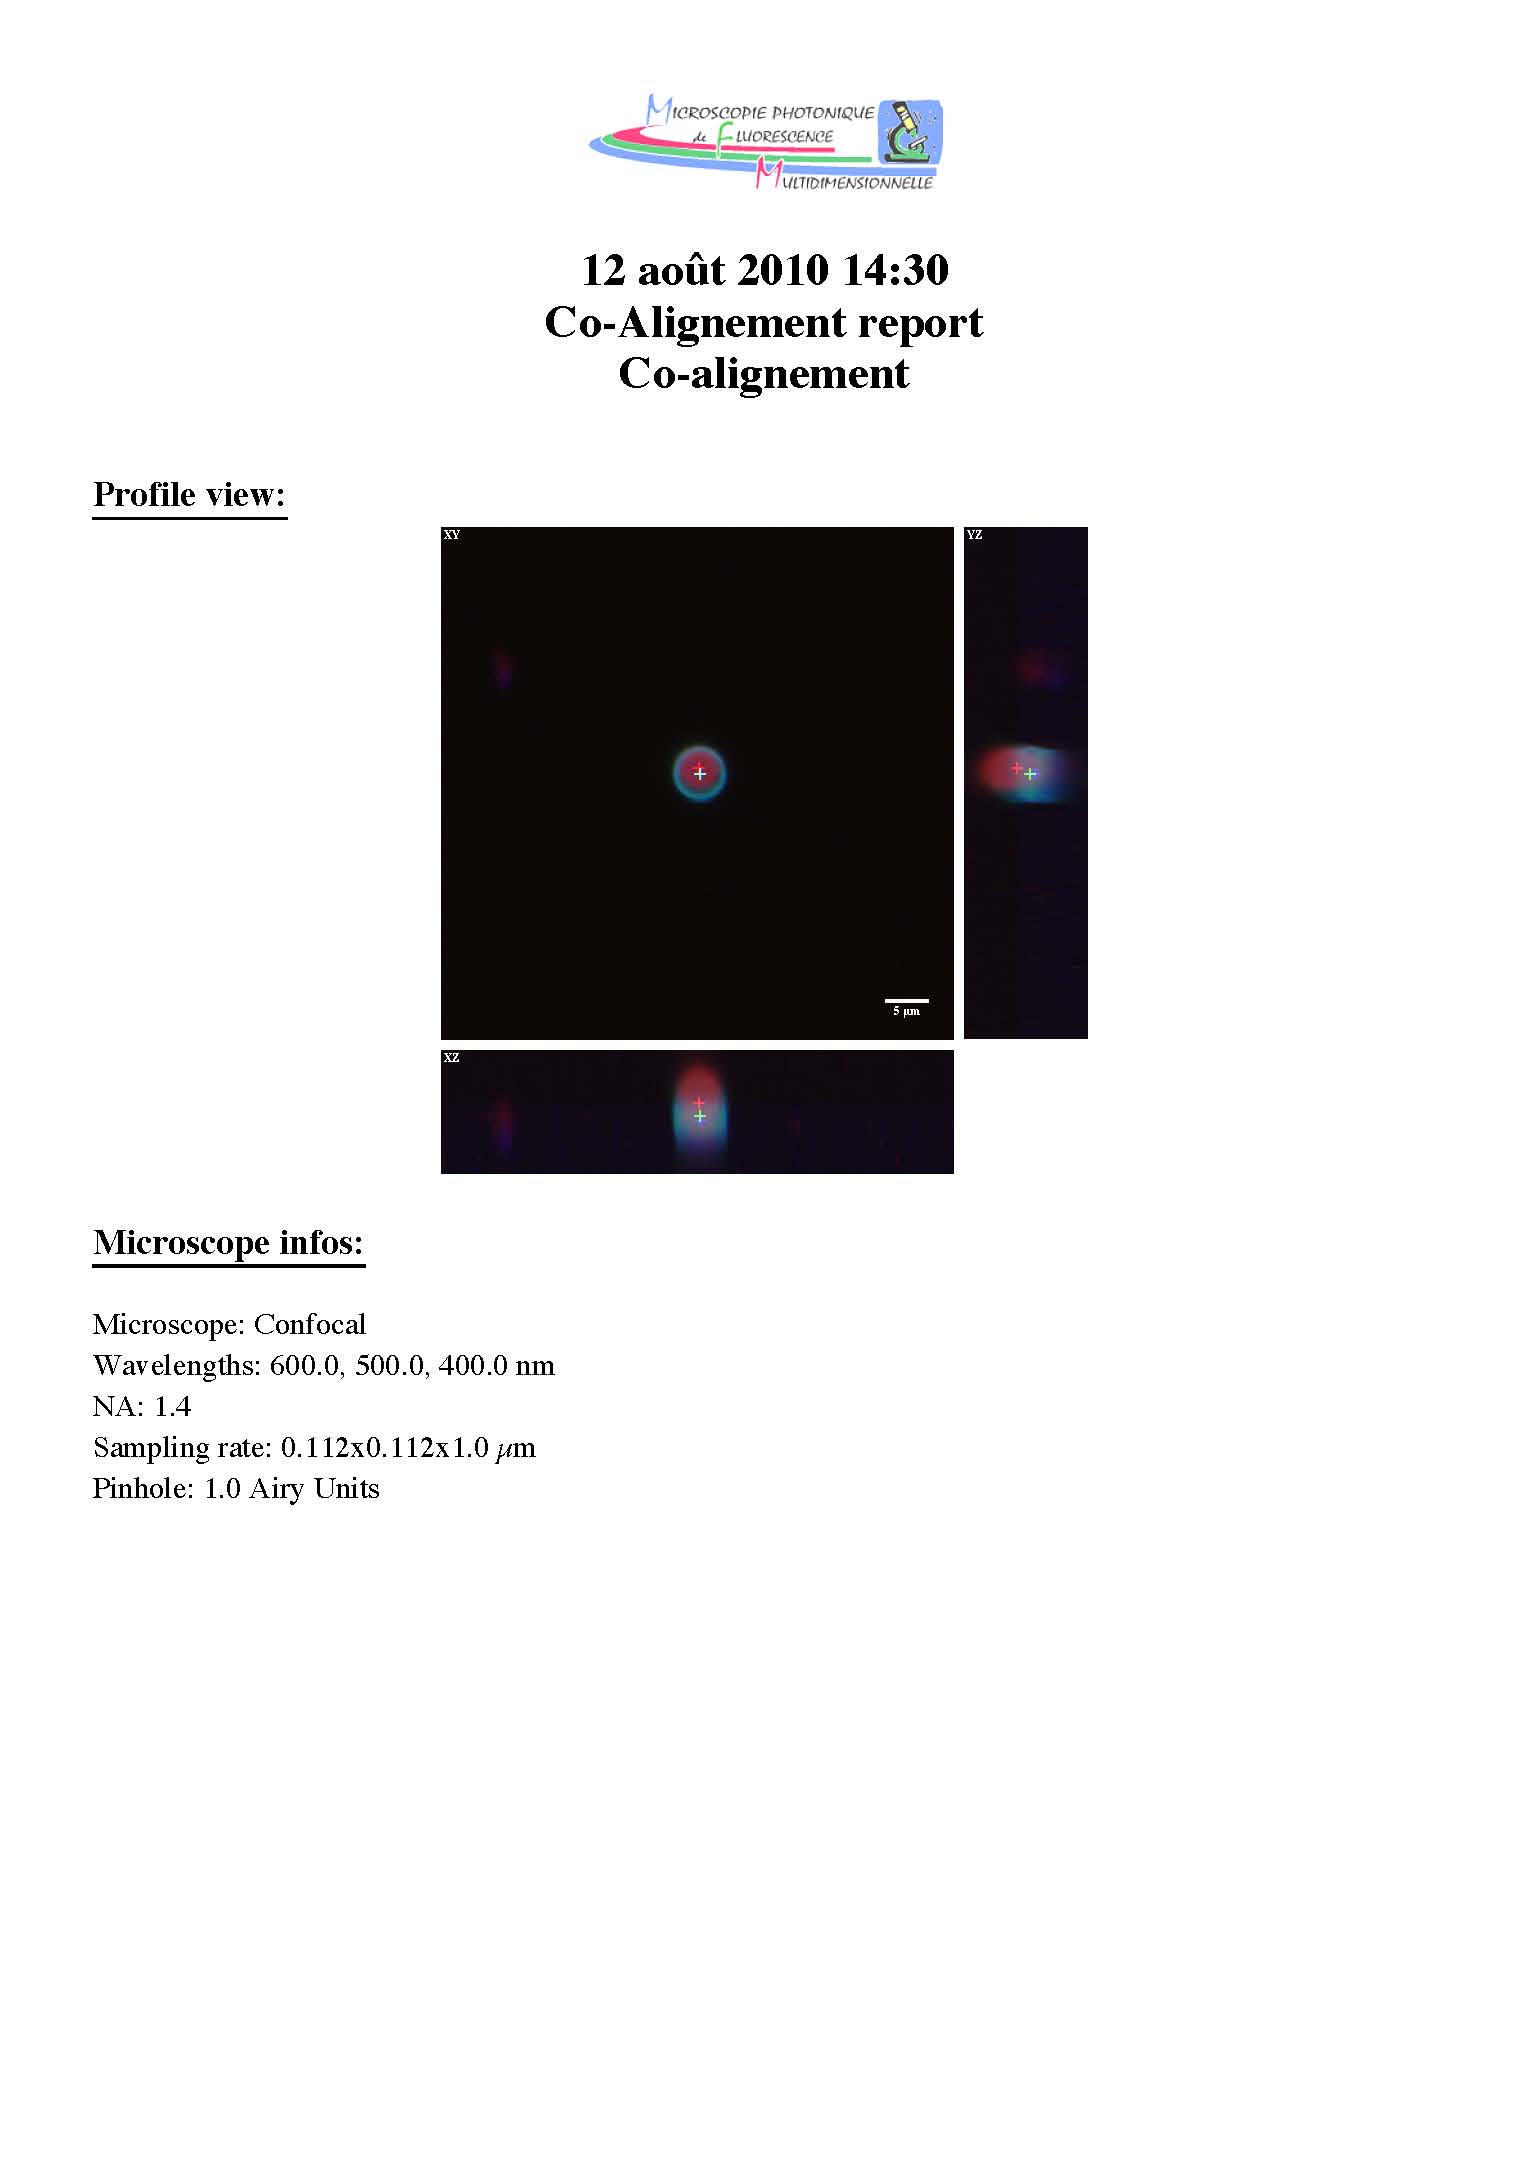 MICROSCOPIE PHOTONIQUE
de FLUORESCENCE
MULTIDIMENSIONNELLE
12 août 2010 14:30
Co-Alignement report
Co-alignement
Profile view:
XY
YZ
5 µm
XZ
Microscope infos:
Microscope: Confocal
Wavelengths: 600.0, 500.0, 400.0 nm
NA: 1.4
Sampling rate: 0.112x0.112x1.0 µm
Pinhole: 1.0 Airy Units